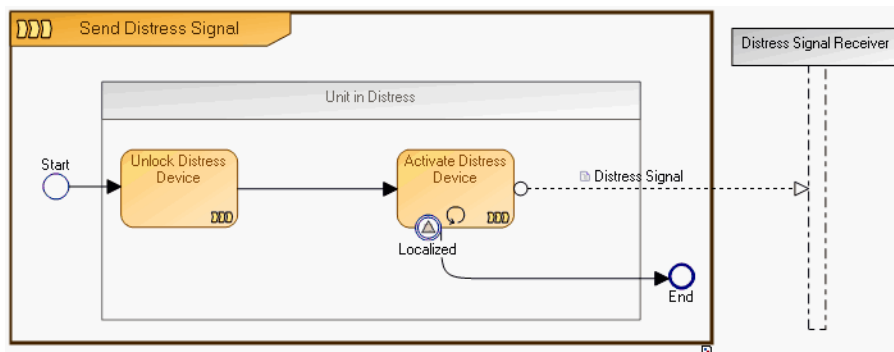 Send Distress Signal
Distress Signal Receiver
Unit in Distress
Start
Unlock Distress
Device
Activate Distress
Device
Distress Signal
Localized
End